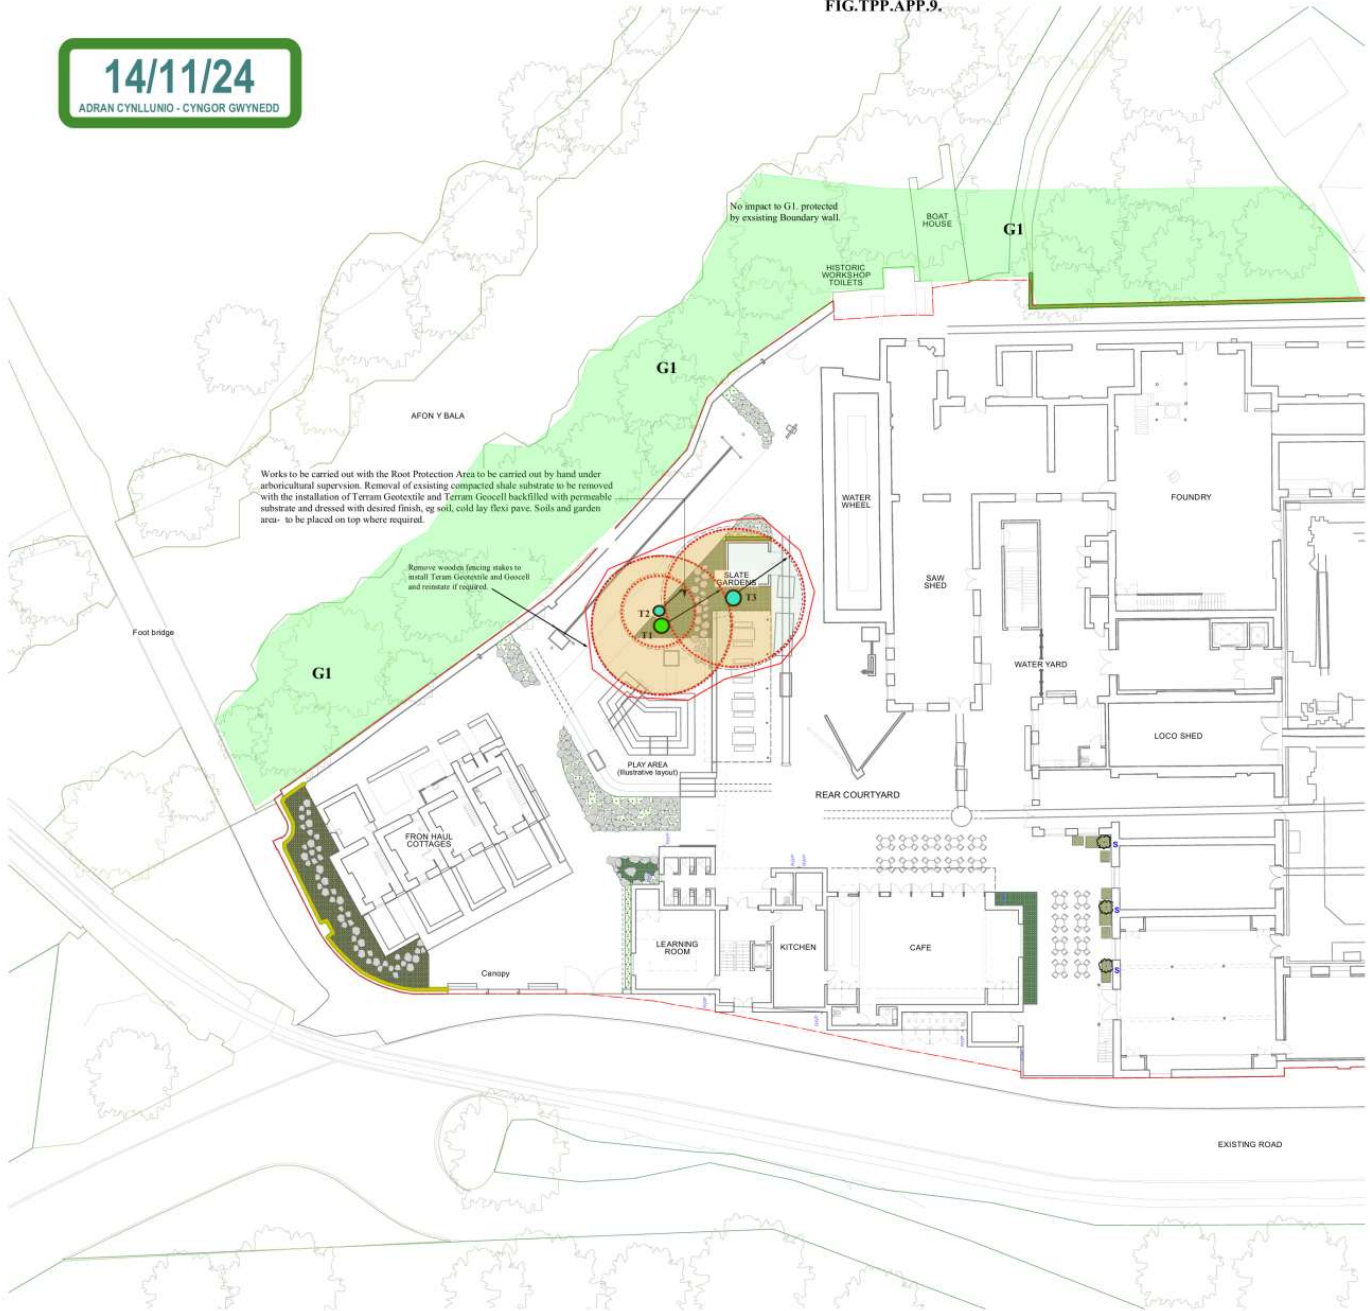 FIG.TPP.APP.9.
14/11/24
ADRAN CYNLLUNIO - CYNGOR GWYNEDD
No impact to G1. protected
by exsisting Boundary wall.
BOAT
HOUSE
G1
HISTORIC
WORKSHOP
TOILETS
G1
AFON Y BALA
Works to be carried out with the Root Protection Area to be carried out by hand under
arboricultural supervsion. Removal of exsisting compacted shale substrate to be removed
with the installation of Terram Geotextile and Terram Geocell backfilled with permeable
substrate and dressed with desired finish, eg soil, cold lay flexi pave. Soils and garden
area- to be placed on top where required.
WATER
WHEEL
FOUNDRY
Remove wooden fencing stakes to
install Teram Geotextile and Geocell
and reinstate if required.
SLATE
GARDENS
SAW
SHED
T3
T2
T1
Foot bridge
WATER YARD
G1
LOCO SHED
PLAY AREA
(Illustrative layout)
REAR COURTYARD
FRON HAUL
COTTAGES
S
S
LEARNING
ROOM
KITCHEN
CAFE
S
Canopy
EXISTING ROAD